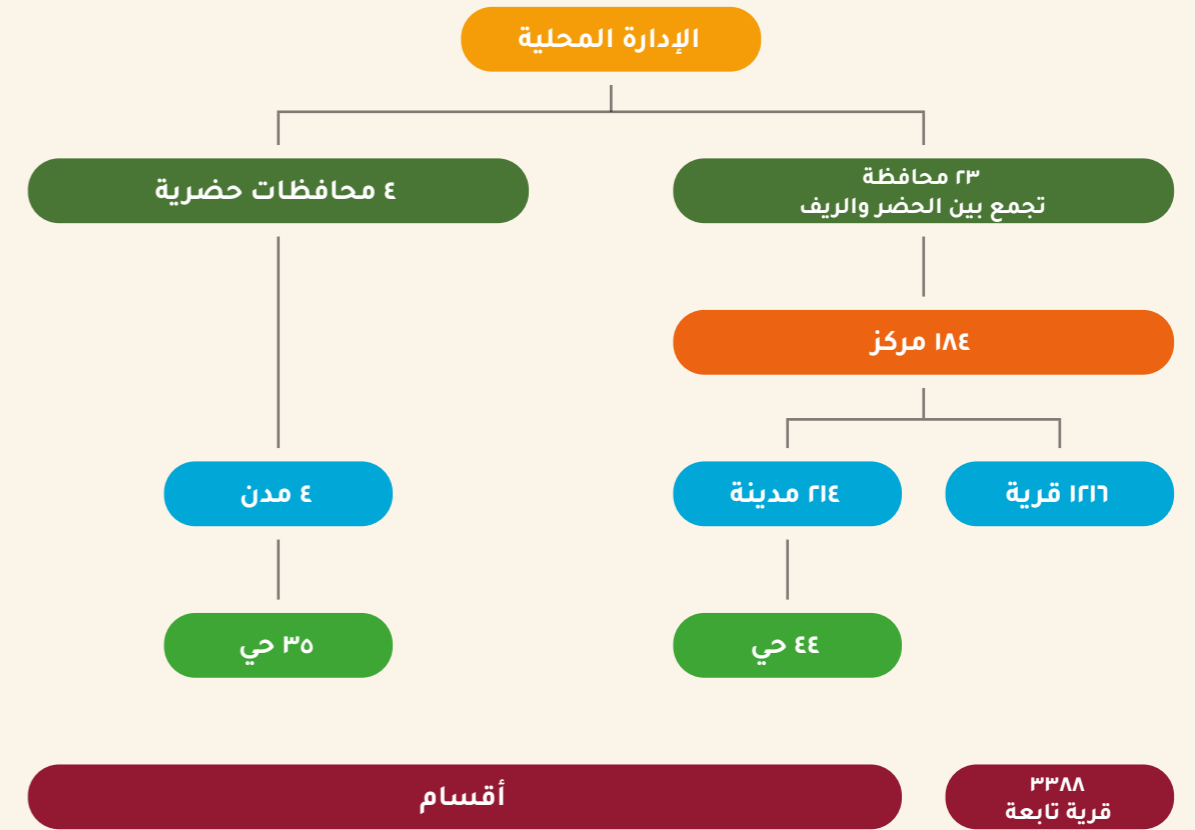 الإدارة المحلية
٢٣ محافظة
تجمع بين الحضر والريف
٤ محافظات حضرية
١٨٤ مركز
١٢١٦ قرية
٢١٤ مدينة
٤ مدن
٤٤ حي
٣٥ حي
٣٣٨٨
قرية تابعة
أقسام